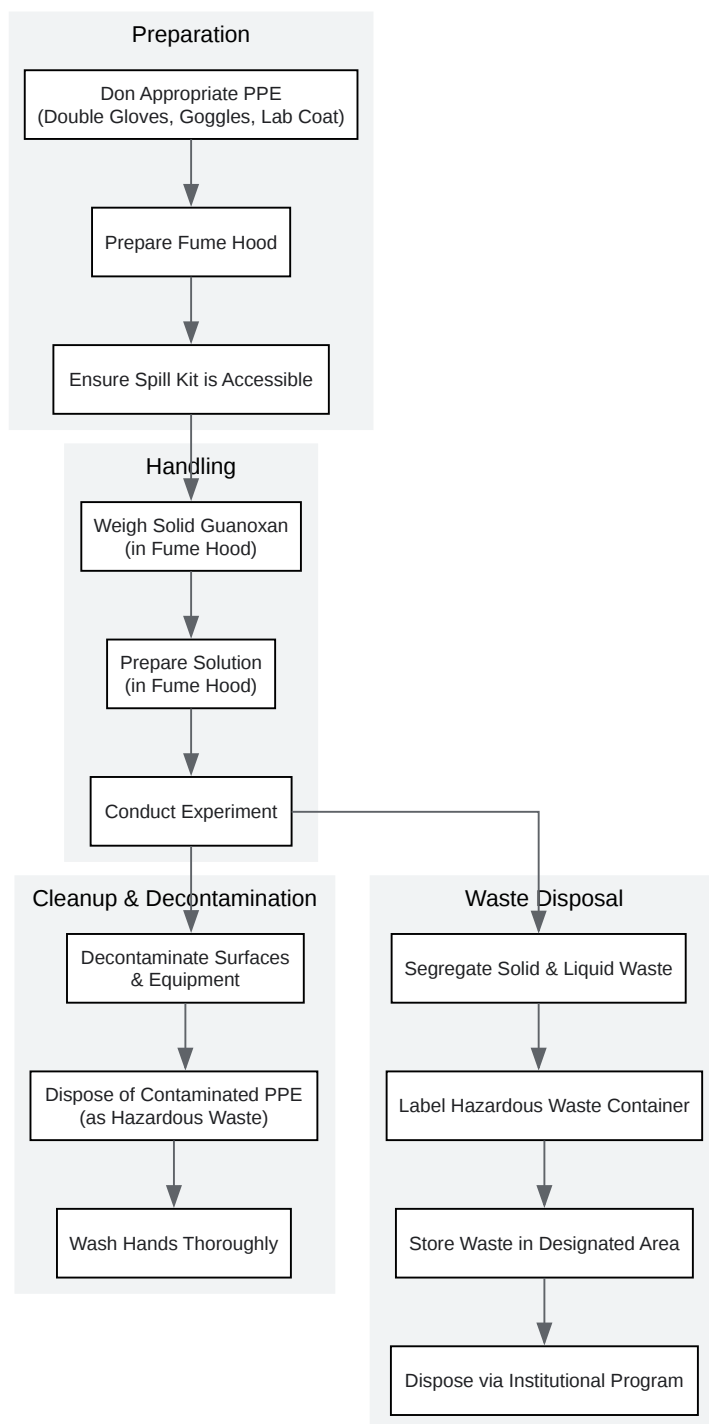 Preparation
Don Appropriate PPE
(Double Gloves, Goggles, Lab Coat)
Prepare Fume Hood
Ensure Spill Kit is Accessible
Handling
Weigh Solid Guanoxan
(in Fume Hood)
Prepare Solution
(in Fume Hood)
Conduct Experiment
Cleanup & Decontamination
Decontaminate Surfaces
& Equipment
Dispose of Contaminated PPE
(as Hazardous Waste)
Wash Hands Thoroughly
Waste Disposal
Segregate Solid & Liquid Waste
Label Hazardous Waste Container
Store Waste in Designated Area
Dispose via Institutional Program